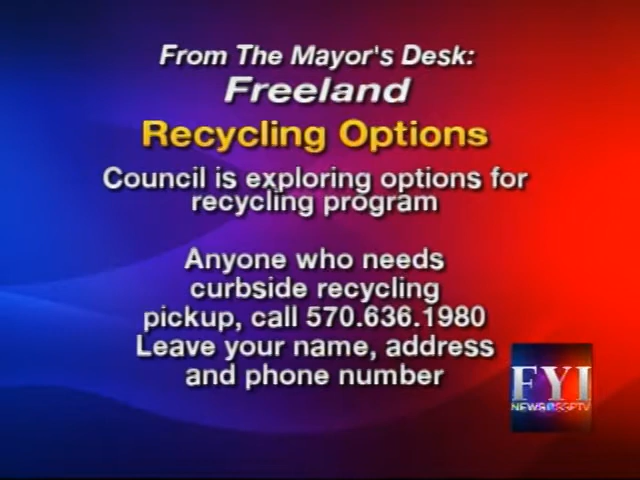 From The Mayor's Desk:
Freeland
Recycling Options
Council is exploring options for
recycling program
Anyone who needs
curbside recycling
pickup, call 570.636.1980
Leave your name, address
and phone number
FYI